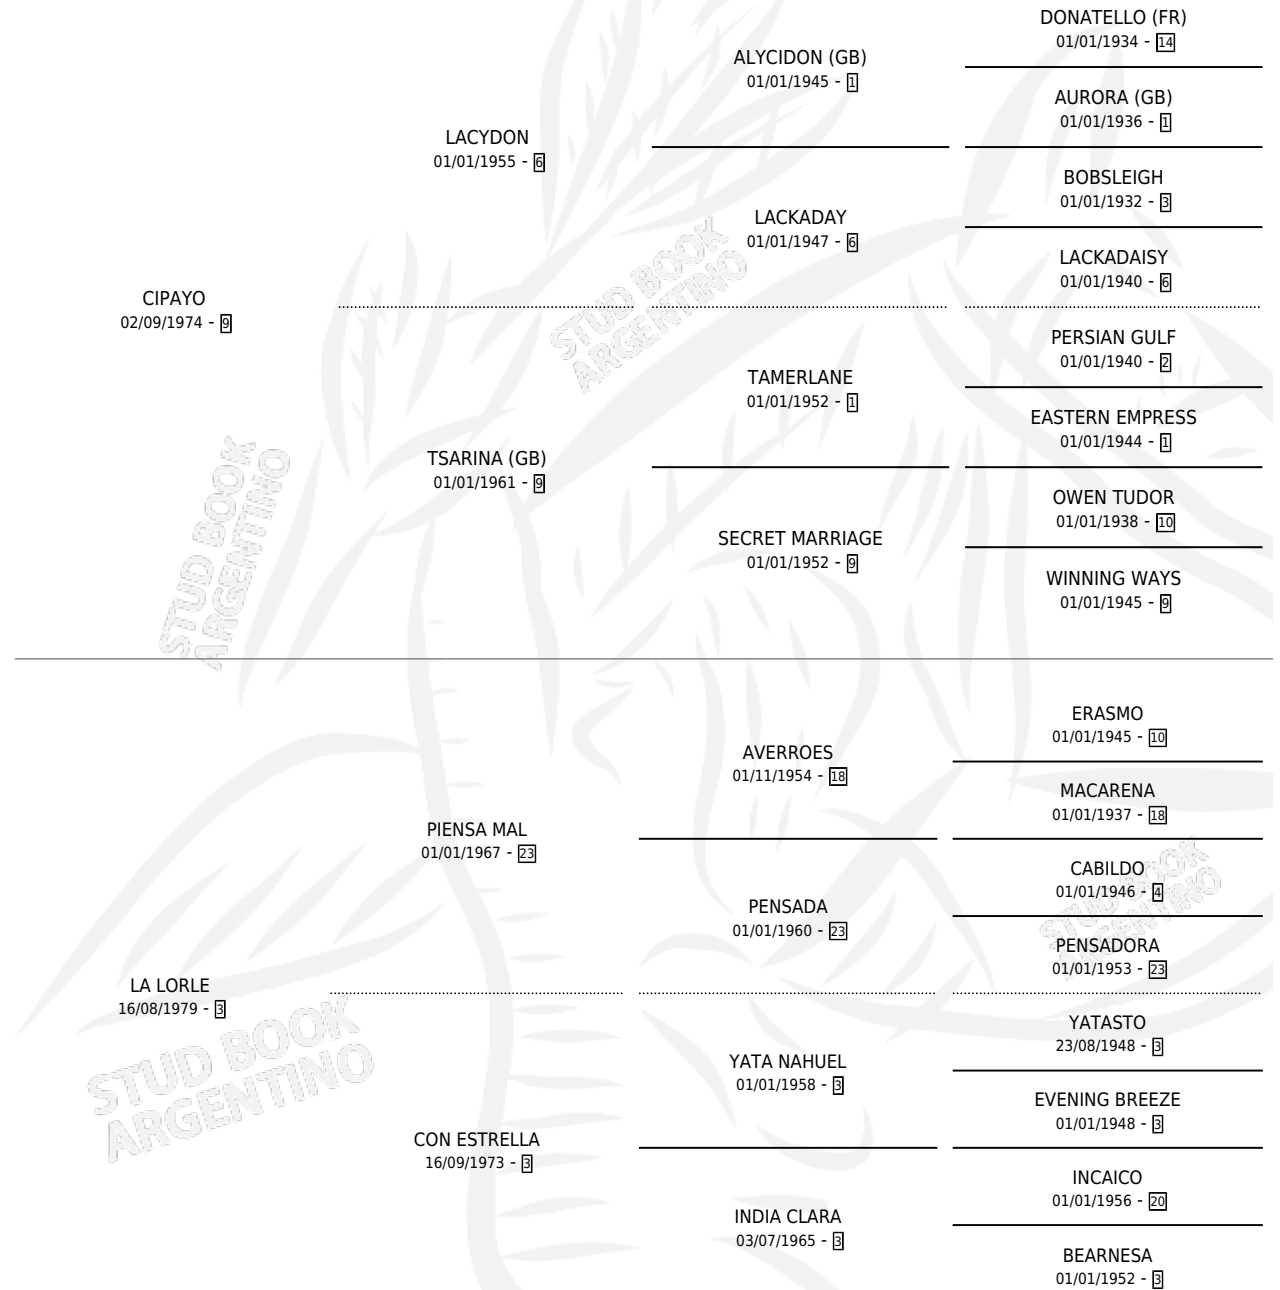 DONATELLO (FR)
01/01/1934 - 14
ALYCIDON (GB)
01/01/1945 - 1
AURORA (GB)
01/01/1936 - 1
LACYDON
01/01/1955 - 6
BOBSLEIGH
01/01/1932 - 3
LACKADAY
01/01/1947 - 6
LACKADAISY
01/01/1940 - 6
CIPAYO
02/09/1974 - 9
STUD BOOK
ARGENTINO
PERSIAN GULF
01/01/1940 - 2
TAMERLANE
01/01/1952 - 1
EASTERN EMPRESS
01/01/1944 - 1
TSARINA (GB)
01/01/1961 - 9
OWEN TUDOR
01/01/1938 - 10
SECRET MARRIAGE
01/01/1952 - 9
WINNING WAYS
01/01/1945 - 9
STUD BOOK
ARGENTINO
ERASMO
01/01/1945 - 10
AVERROES
01/11/1954 - 18
MACARENA
01/01/1937 - 18
PIENSA MAL
01/01/1967 - 23
CABILDO
01/01/1946 - 4
PENSADA
01/01/1960 - 23
STUD BOOK
ARGENTINO
PENSADORA
01/01/1953 - 23
LA LORLE
16/08/1979 - 3
YATASTO
23/08/1948 - 3
YATA NAHUEL
01/01/1958 - 3
EVENING BREEZE
01/01/1948 - 3
STUD BOOK
ARGENTINO
CON ESTRELLA
16/09/1973 - 3
INCAICO
01/01/1956 - 20
INDIA CLARA
03/07/1965 - 3
BEARNESA
01/01/1952 - 3